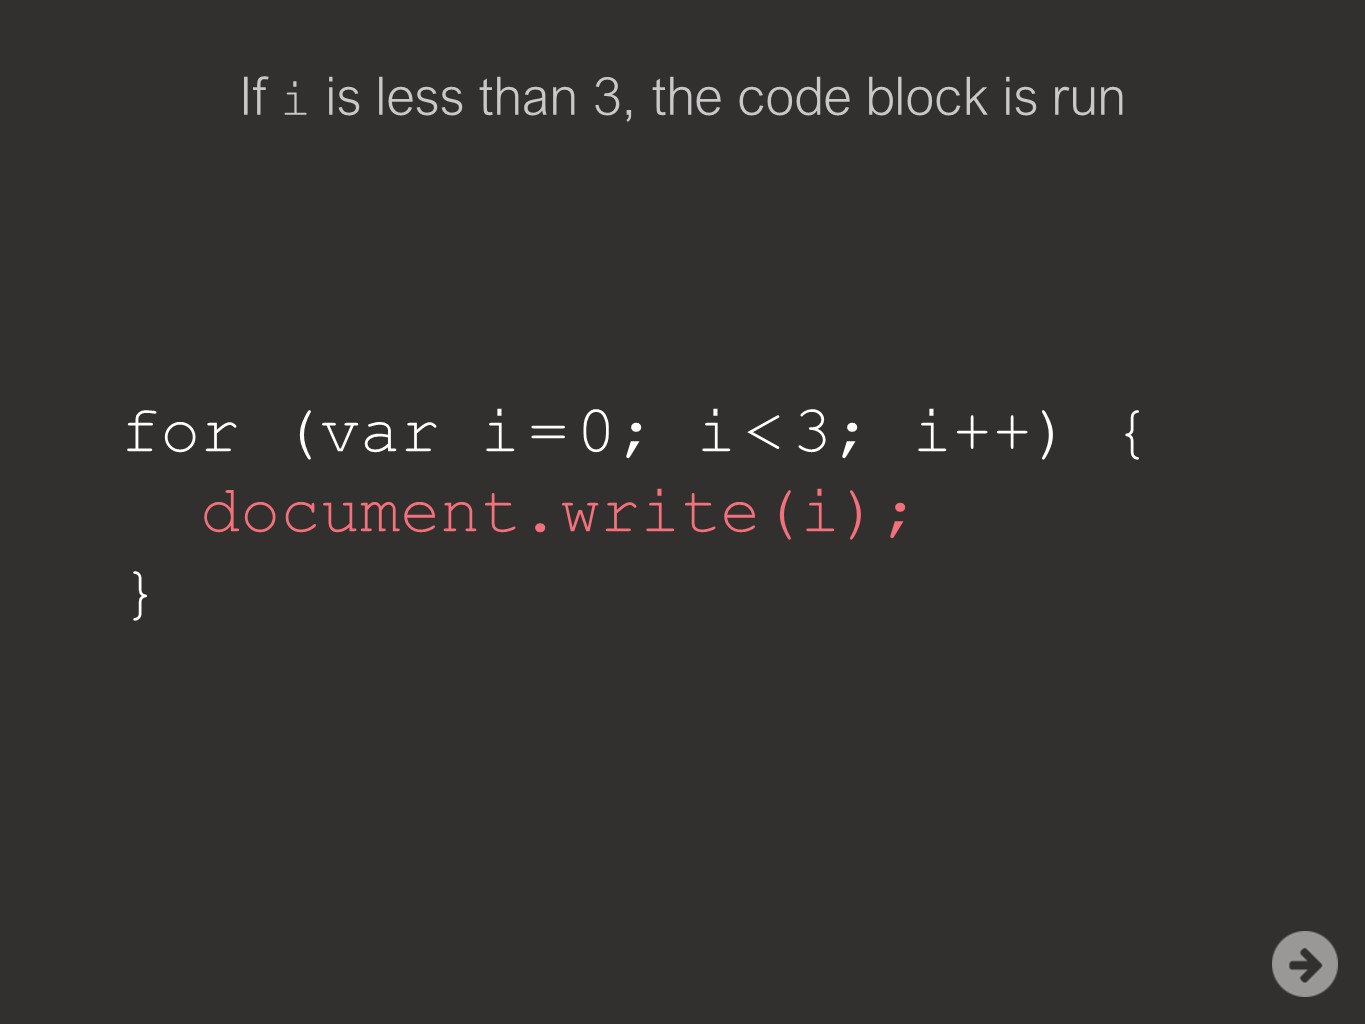 If i is less than 3, the code block is run
for (var i=0; i<3; i++) {
  document.write(i);
}